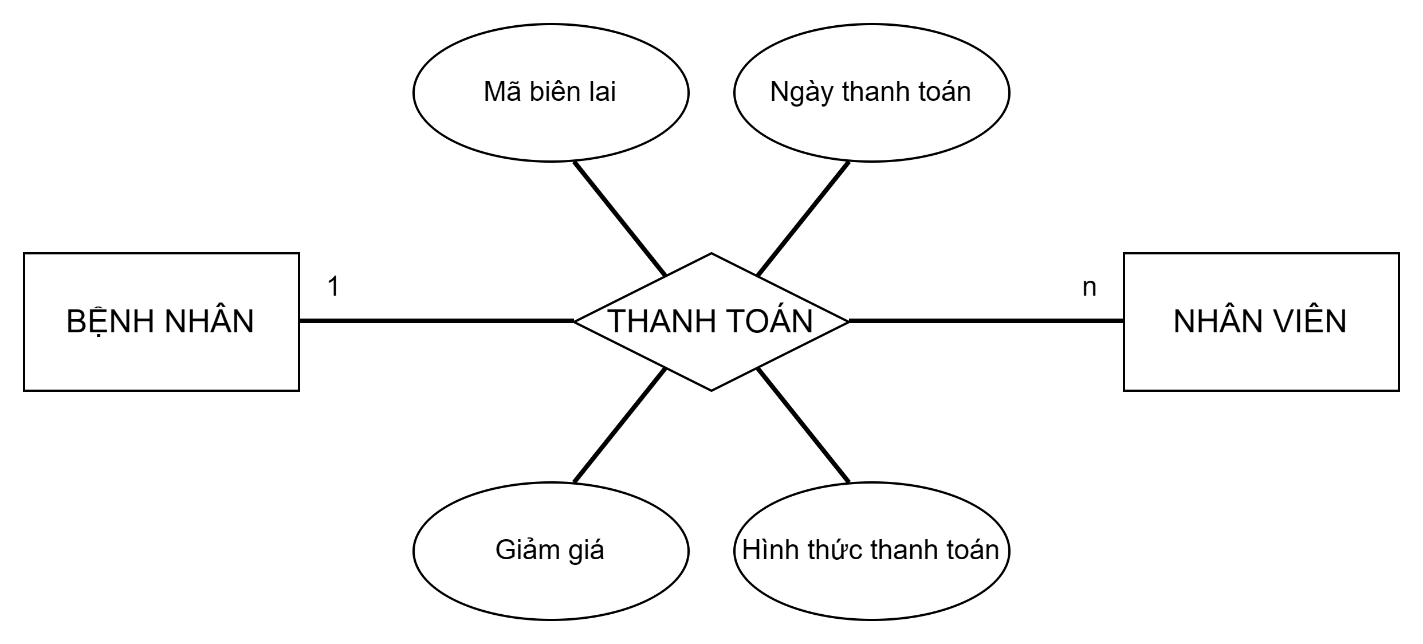 Mã biên lai
Ngày thanh toán
1
n
BỆNH NHÂN
THANH TOÁN
NHÂN VIÊN
Giảm giá
Hình thức thanh toán